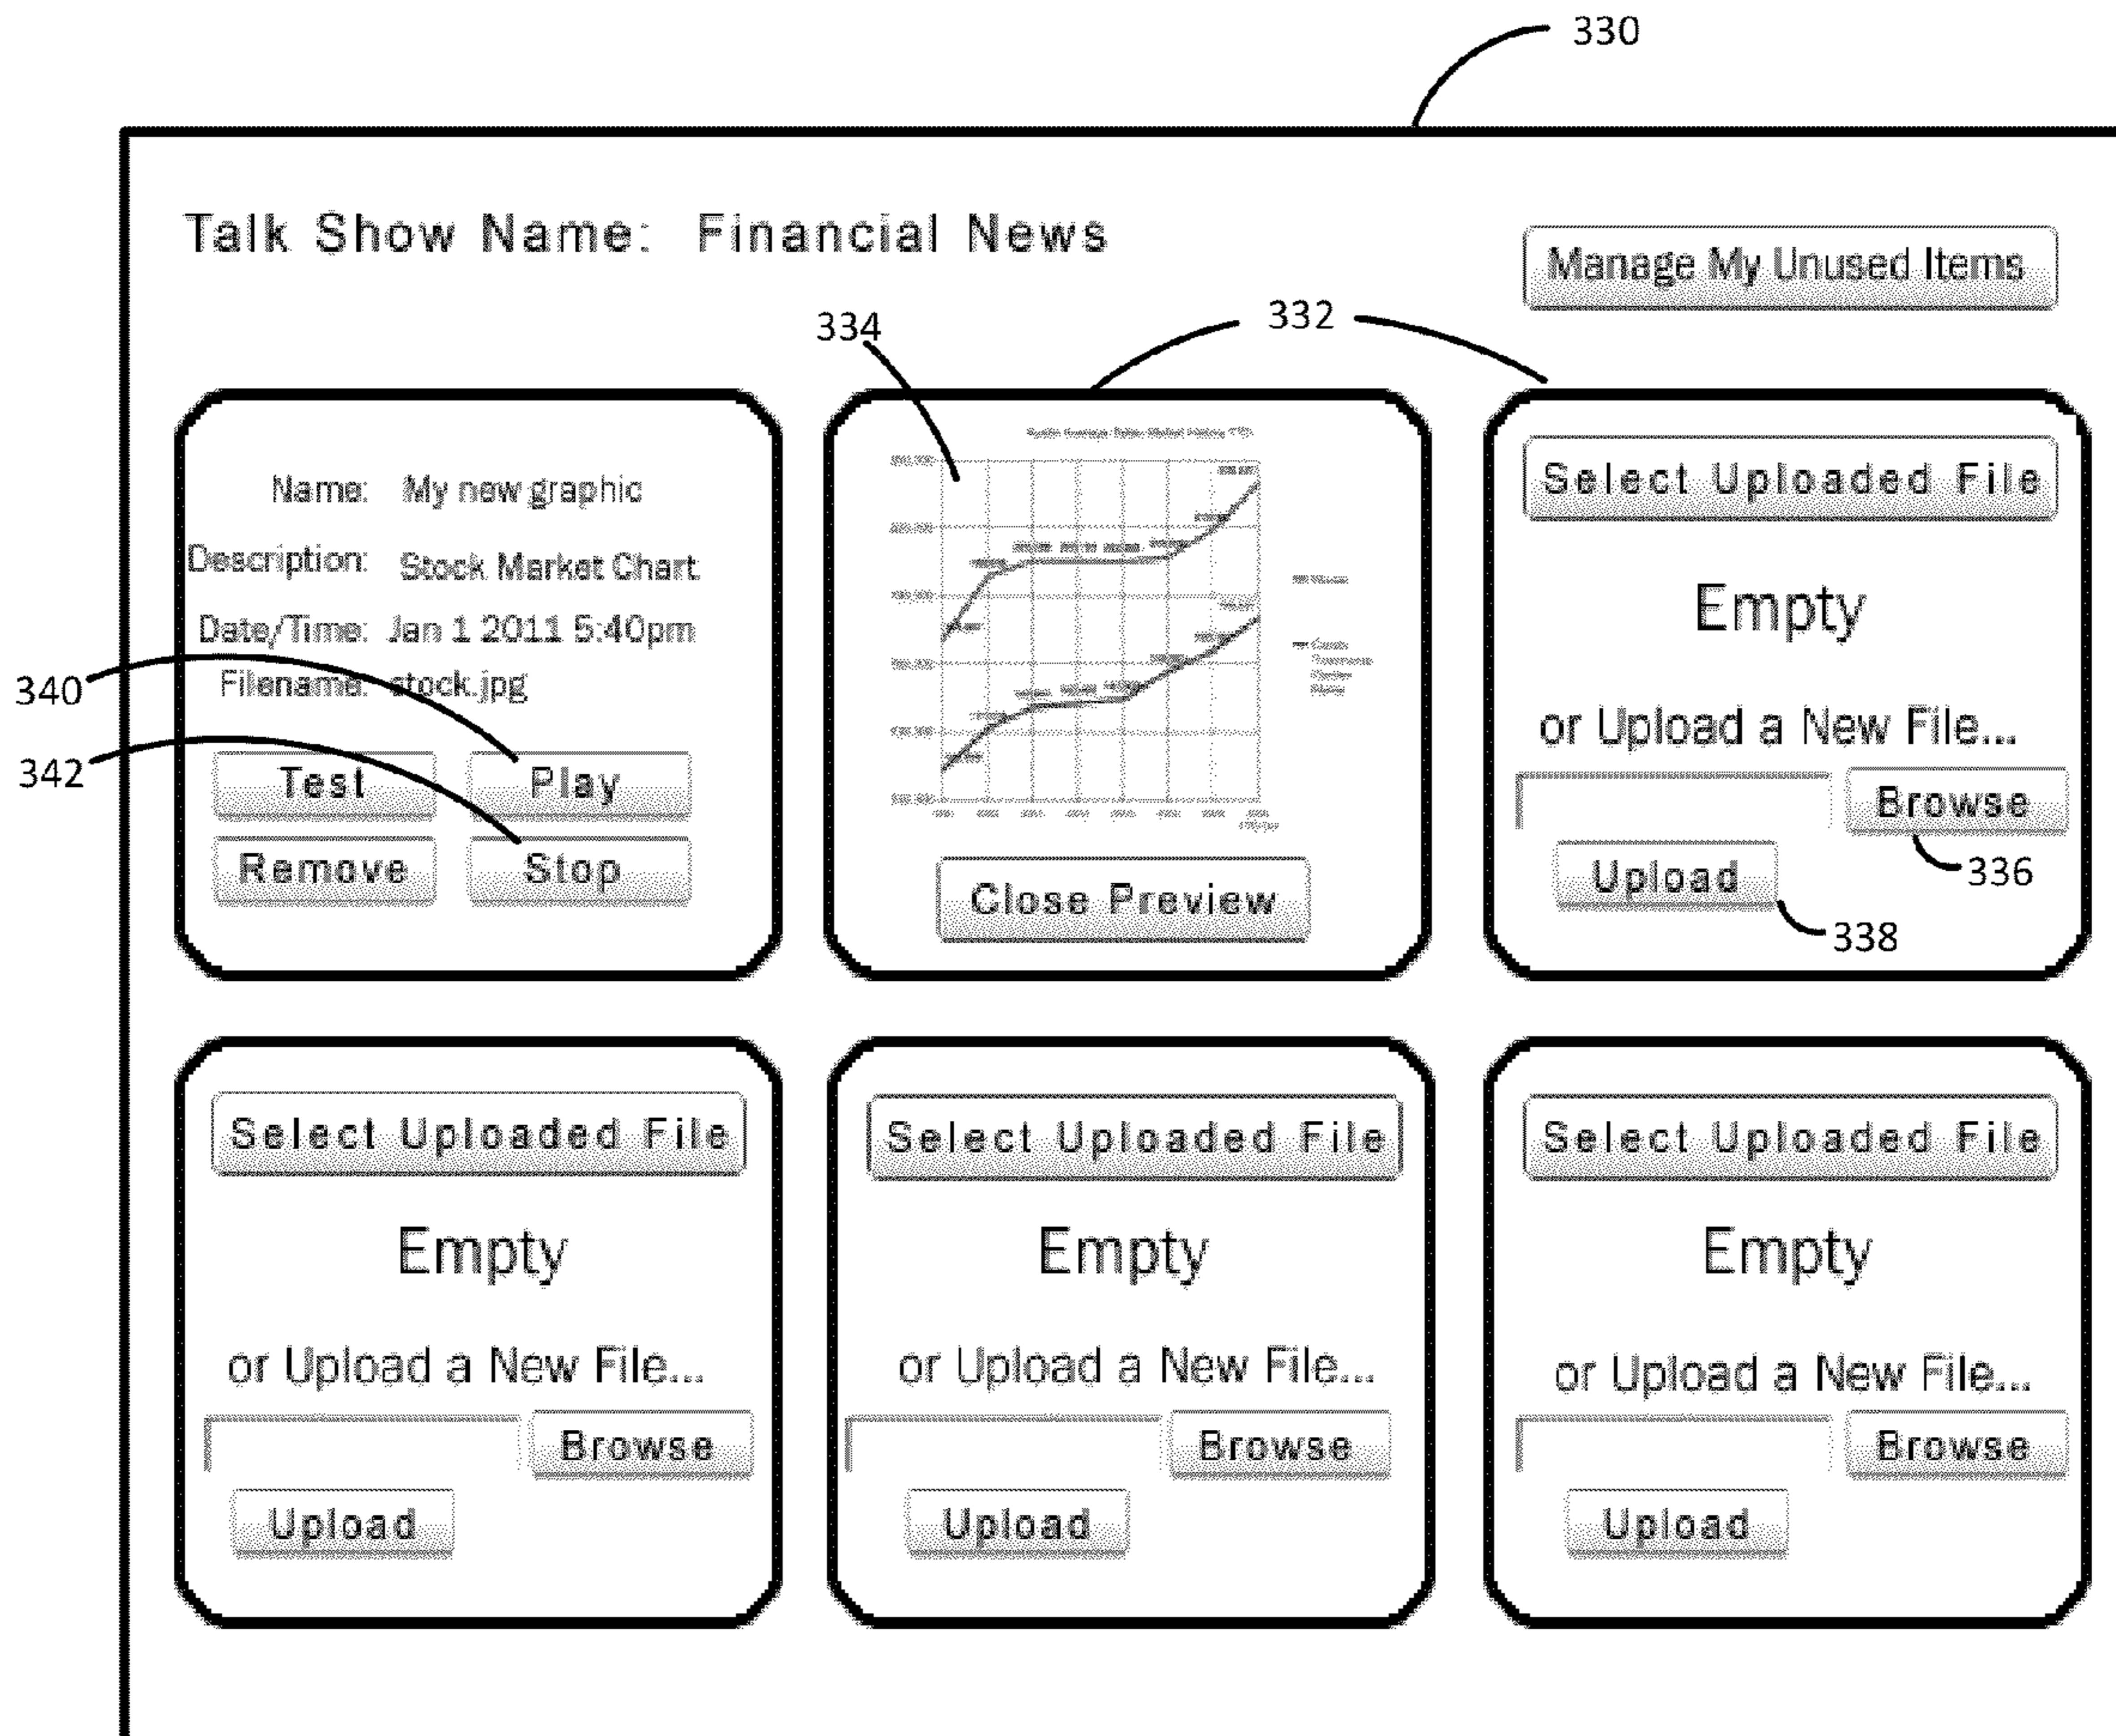 330
Talk Show Name: Financial News
Manage My Unused Items
334
332
Name: My new graphic
Description: Stock Market Chart
Date/Time: Jan 1 2011 5:40pm
Filename: stock.jpg
340
342
Test
Play
Remove
Stop
Close Preview
Select Uploaded File
Empty
or Upload a New File...
Browse
336
Upload
338
Select Uploaded File
Empty
or Upload a New File...
Browse
Upload
Select Uploaded File
Empty
or Upload a New File...
Browse
Upload
Select Uploaded File
Empty
or Upload a New File...
Browse
Upload